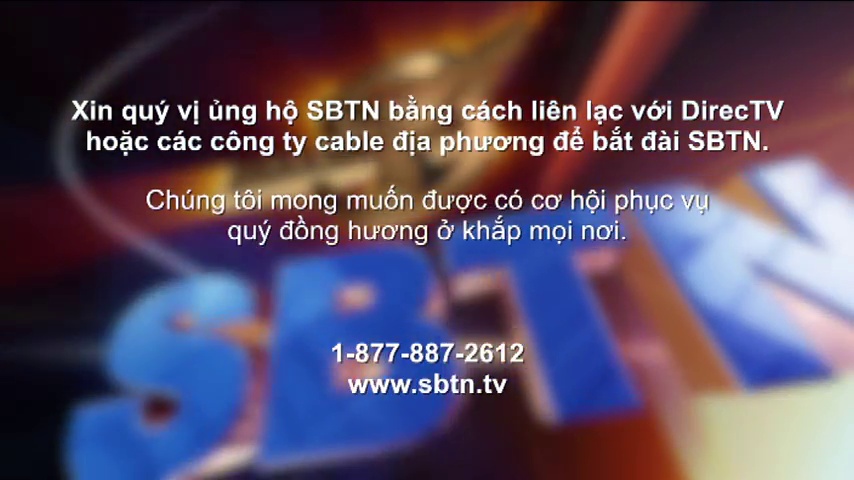 Xin quý vị ủng hộ SBTN bằng cách liên lạc với DirecTV
hoặc các công ty cable địa phương để bắt đài SBTN.
Chúng tôi mong muốn được có cơ hội phục vụ
quý đồng hương ở khắp mọi nơi.
1-877-887-2612
www.sbtn.tv
SBTN